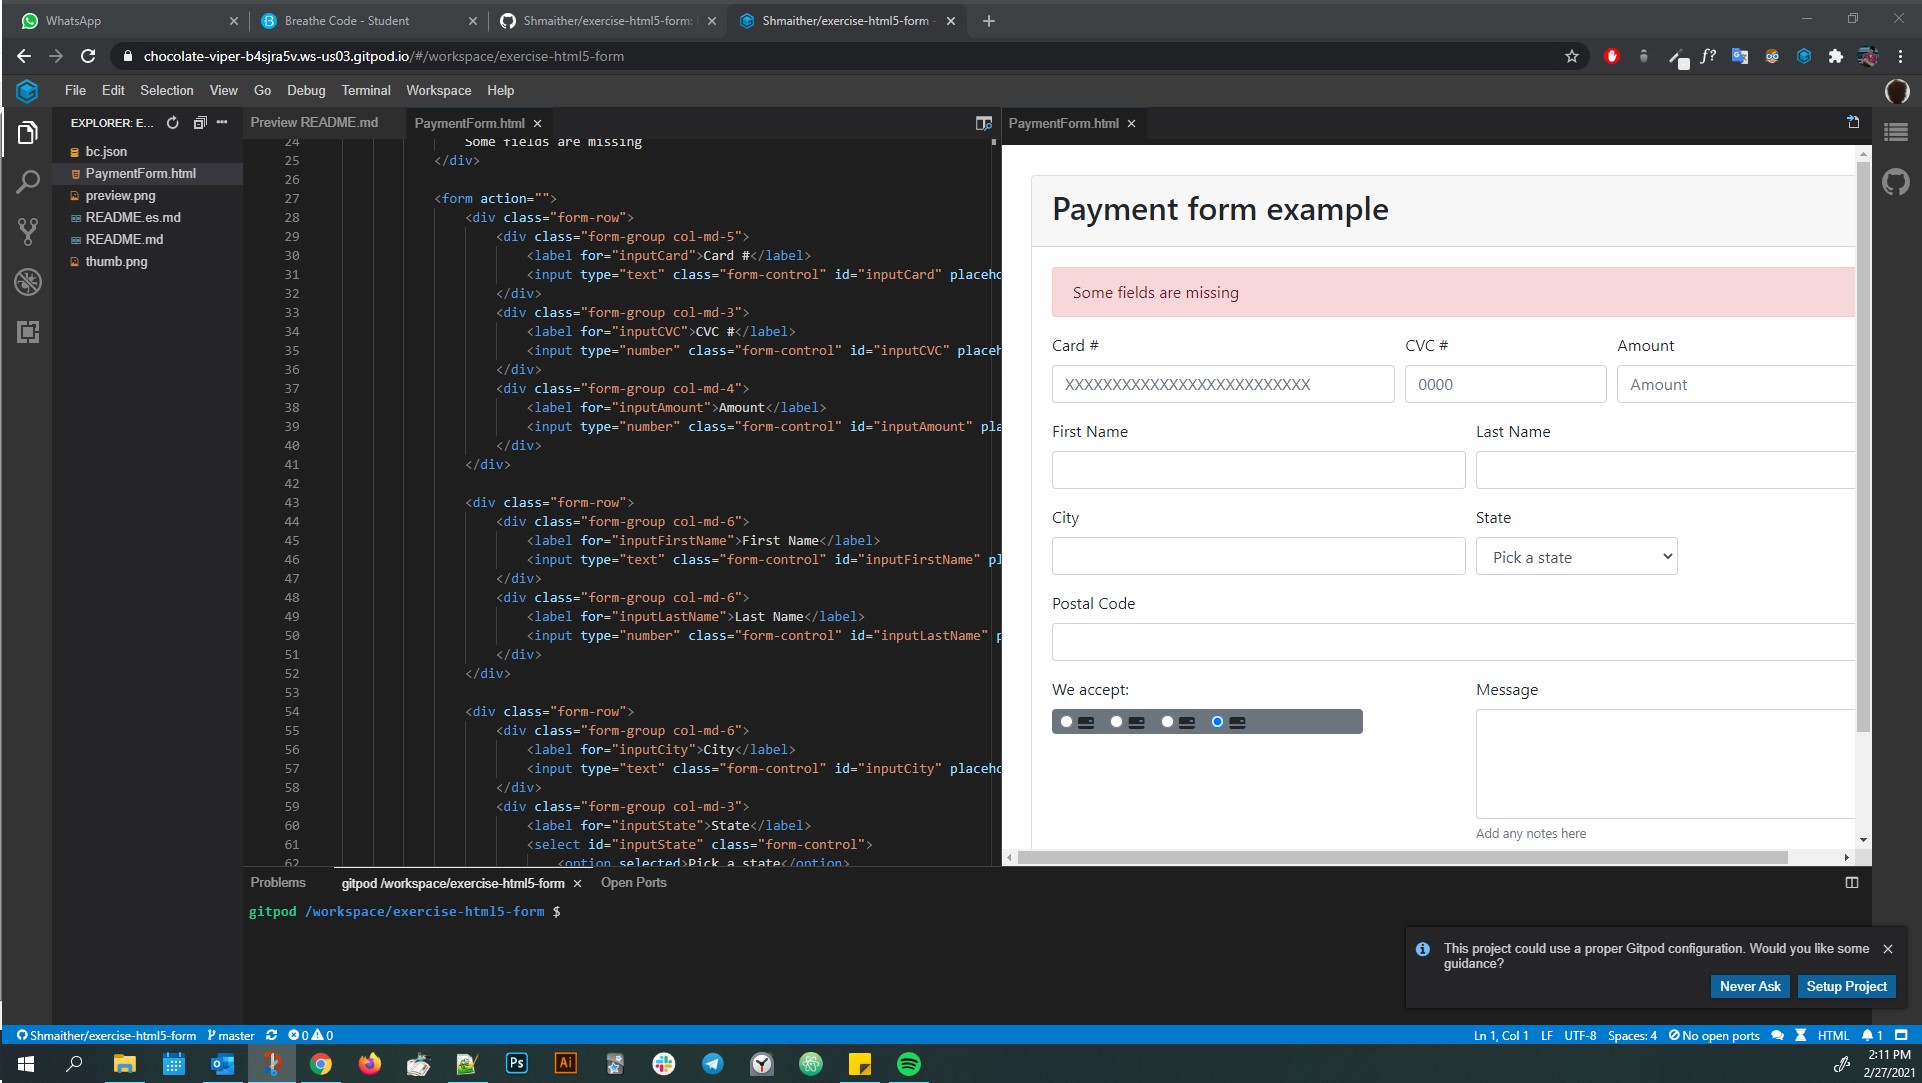 WhatsApp
Breathe Code - Student
Shmaither/exercise-html5-form:
Shmaither/exercise-html5-form -
chocolate-viper-b4sjra5v.ws-us03.gitpod.io/#/workspace/exercise-html5-form
f?
File Edit Selection View Go Debug Terminal Workspace Help
EXPLORER: E...
Preview README.md
PaymentForm.html
PaymentForm.html
bc.json
PaymentForm.html
preview.png
README.es.md
README.md
thumb.png
24 Some fields are missing
25 </div>
26
27 <form action="">
28 <div class="form-row">
29 <div class="form-group col-md-5">
30 <label for="inputCard">Card #</label>
31 <input type="text" class="form-control" id="inputCard" placeho
32 </div>
33 <div class="form-group col-md-3">
34 <label for="inputCVC">CVC #</label>
35 <input type="number" class="form-control" id="inputCVC" placeh
36 </div>
37 <div class="form-group col-md-4">
38 <label for="inputAmount">Amount</label>
39 <input type="number" class="form-control" id="inputAmount" pla
40 </div>
41 </div>
42
43 <div class="form-row">
44 <div class="form-group col-md-6">
45 <label for="inputFirstName">First Name</label>
46 <input type="text" class="form-control" id="inputFirstName" pl
47 </div>
48 <div class="form-group col-md-6">
49 <label for="inputLastName">Last Name</label>
50 <input type="number" class="form-control" id="inputLastName" p
51 </div>
52 </div>
53
54 <div class="form-row">
55 <div class="form-group col-md-6">
56 <label for="inputCity">City</label>
57 <input type="text" class="form-control" id="inputCity" placeho
58 </div>
59 <div class="form-group col-md-3">
60 <label for="inputState">State</label>
61 <select id="inputState" class="form-control">
62 <option selected>Pick a state</option>
Payment form example
Some fields are missing
Card # CVC # Amount
XXXXXXXXXXXXXXXXXXXXXXXXXX 0000 Amount
First Name Last Name
City State
Pick a state
Postal Code
We accept: Message
Add any notes here
Problems gitpod /workspace/exercise-html5-form Open Ports
gitpod /workspace/exercise-html5-form $
This project could use a proper Gitpod configuration. Would you like some
guidance?
Never Ask Setup Project
Shmaither/exercise-html5-form master 0 0 Ln 1, Col 1 LF UTF-8 Spaces: 4 No open ports HTML 1
Ps Ai
2:11 PM
2/27/2021